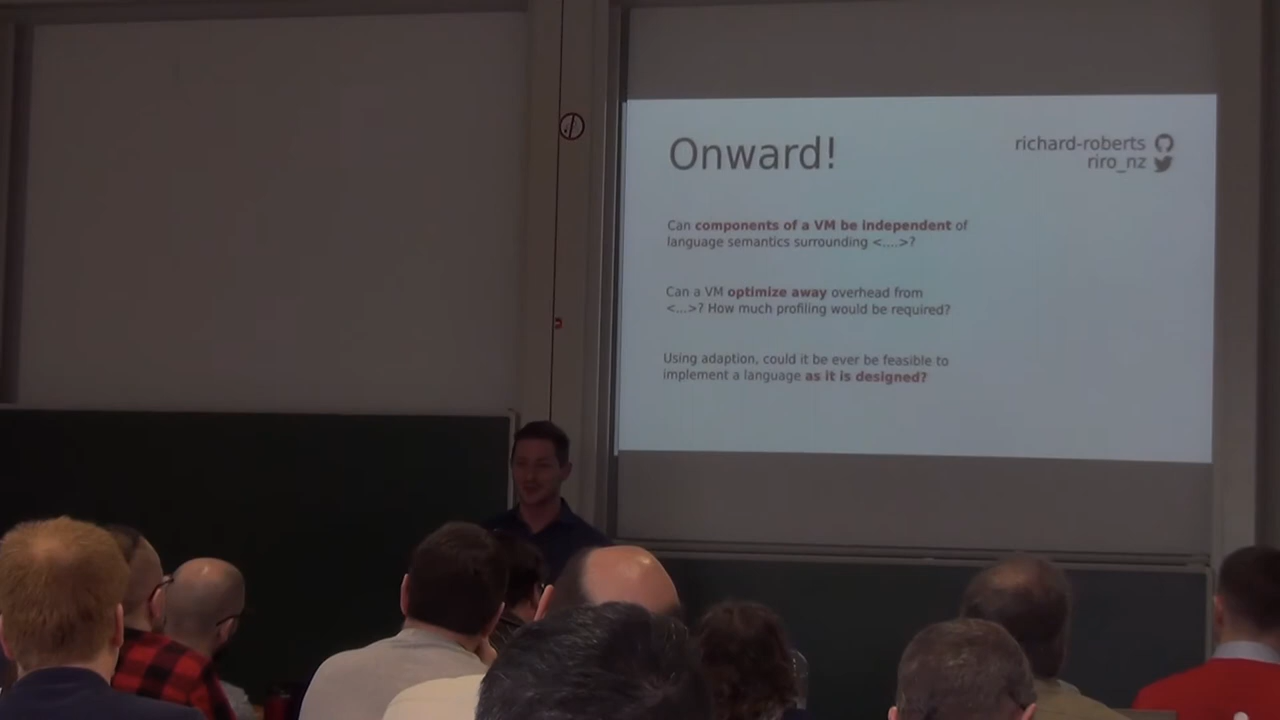 Onward!
richard-roberts
riro_nz
Can components of a VM be independent of
language semantics surrounding <....>?
Can a VM optimize away overhead from
<...>? How much profiling would be required?
Using adaption, could it be ever be feasible to
implement a language as it is designed?